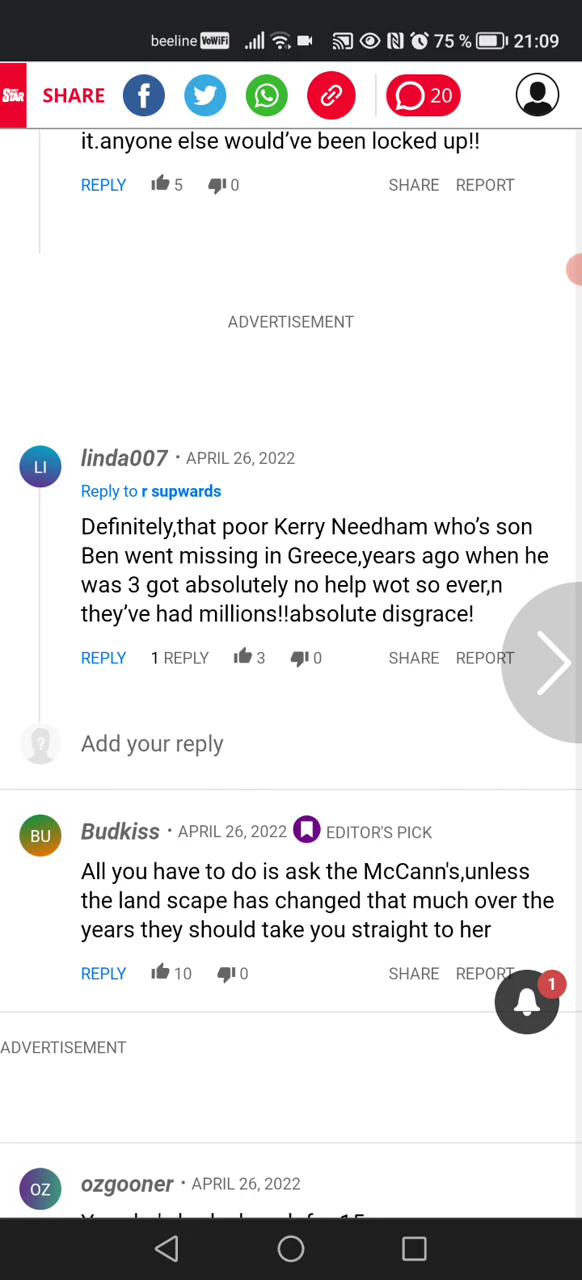 beeline VoWiFi 75 % 21:09
STAR SHARE 20
it.anyone else would've been locked up!!
REPLY 5 0 SHARE REPORT
ADVERTISEMENT
LI linda007 • APRIL 26, 2022
Reply to r supwards
Definitely,that poor Kerry Needham who's son
Ben went missing in Greece,years ago when he
was 3 got absolutely no help wot so ever,n
they've had millions!!absolute disgrace!
REPLY 1 REPLY 3 0 SHARE REPORT
? Add your reply
BU Budkiss • APRIL 26, 2022 EDITOR'S PICK
All you have to do is ask the McCann's,unless
the land scape has changed that much over the
years they should take you straight to her
REPLY 10 0 SHARE REPORT
1
ADVERTISEMENT
OZ ozgooner • APRIL 26, 2022